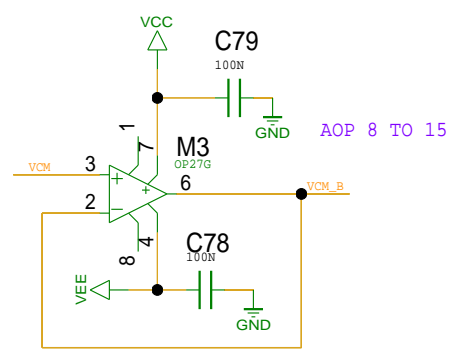 VCC
C79
100N
GND
AOP 8 TO 15
1
7
M3
OP27G
VCM
3
6
VCM_B
2
4
8
C78
100N
VEE
GND